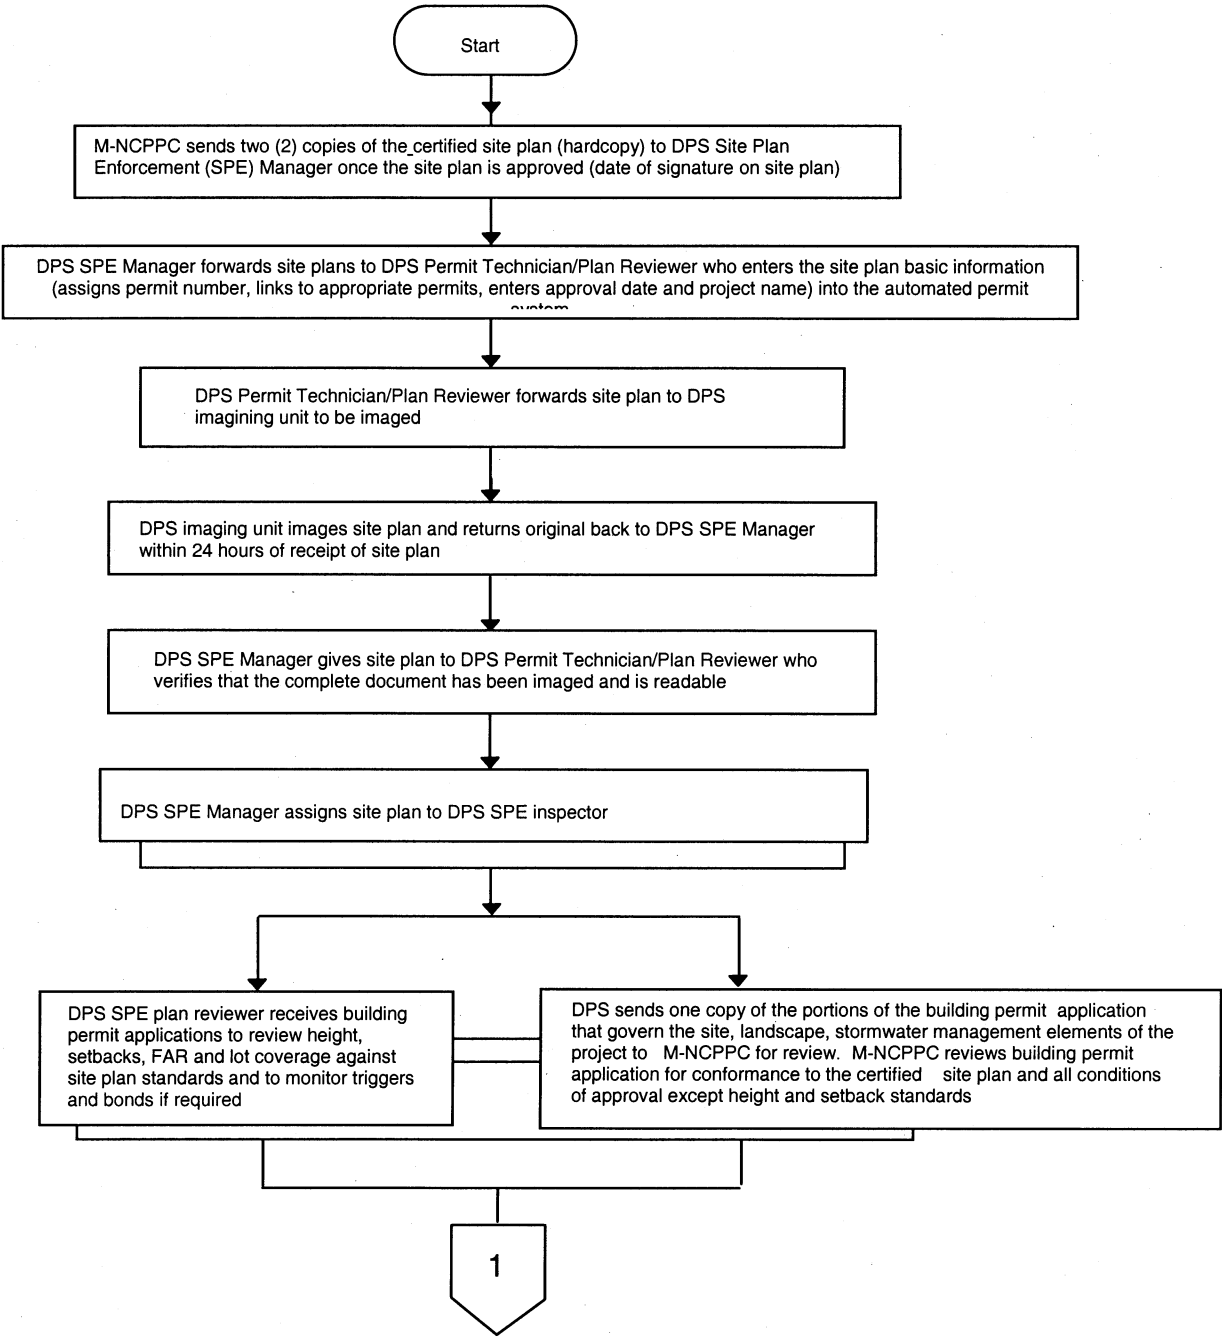 Start
M-NCPPC sends two (2) copies of the certified site plan (hardcopy) to DPS Site Plan
Enforcement (SPE) Manager once the site plan is approved (date of signature on site plan)
DPS SPE Manager forwards site plans to DPS Permit Technician/Plan Reviewer who enters the site plan basic information
(assigns permit number, links to appropriate permits, enters approval date and project name) into the automated permit
DPS Permit Technician/Plan Reviewer forwards site plan to DPS
imagining unit to be imaged
DPS imaging unit images site plan and returns original back to DPS SPE Manager
within 24 hours of receipt of site plan
DPS SPE Manager gives site plan to DPS Permit Technician/Plan Reviewer who
verifies that the complete document has been imaged and is readable
DPS SPE Manager assigns site plan to DPS SPE inspector
DPS SPE plan reviewer receives building
permit applications to review height,
setbacks, FAR and lot coverage against
site plan standards and to monitor triggers
and bonds if required
DPS sends one copy of the portions of the building permit application
that govern the site, landscape, stormwater management elements of the
project to M-NCPPC for review. M-NCPPC reviews building permit
application for conformance to the certified site plan and all conditions
of approval except height and setback standards
1